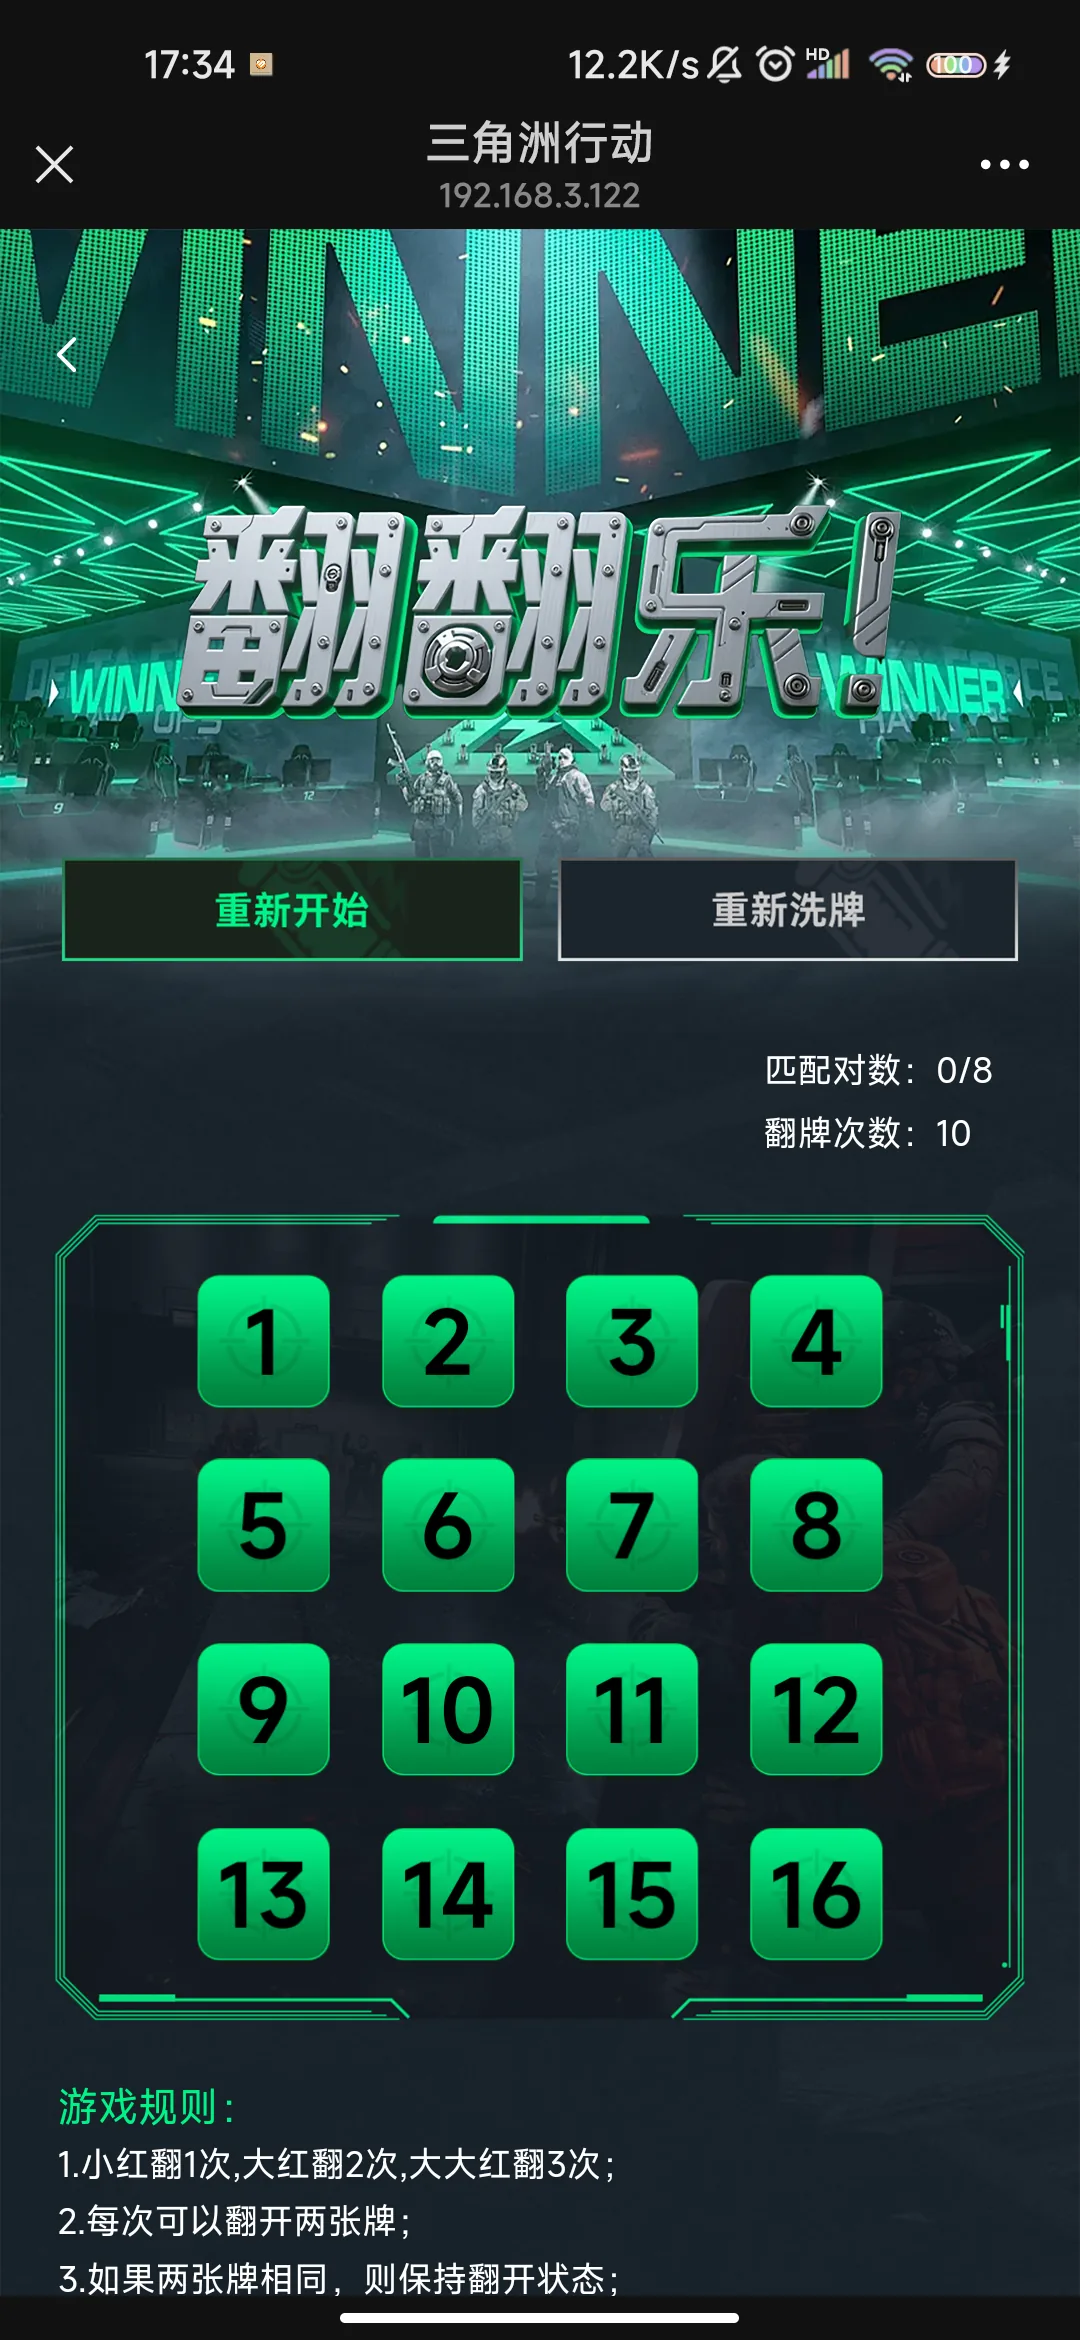 17:34
12.2K/s
HD
100
三角洲行动
192.168.3.122
WINNE
翻翻乐!
WINN
WINNER
重新开始
重新洗牌
匹配对数：0/8
翻牌次数：10
1 2 3 4
5 6 7 8
9 10 11 12
13 14 15 16
游戏规则：
1.小红翻1次,大红翻2次,大大红翻3次；
2.每次可以翻开两张牌；
3.如果两张牌相同，则保持翻开状态；